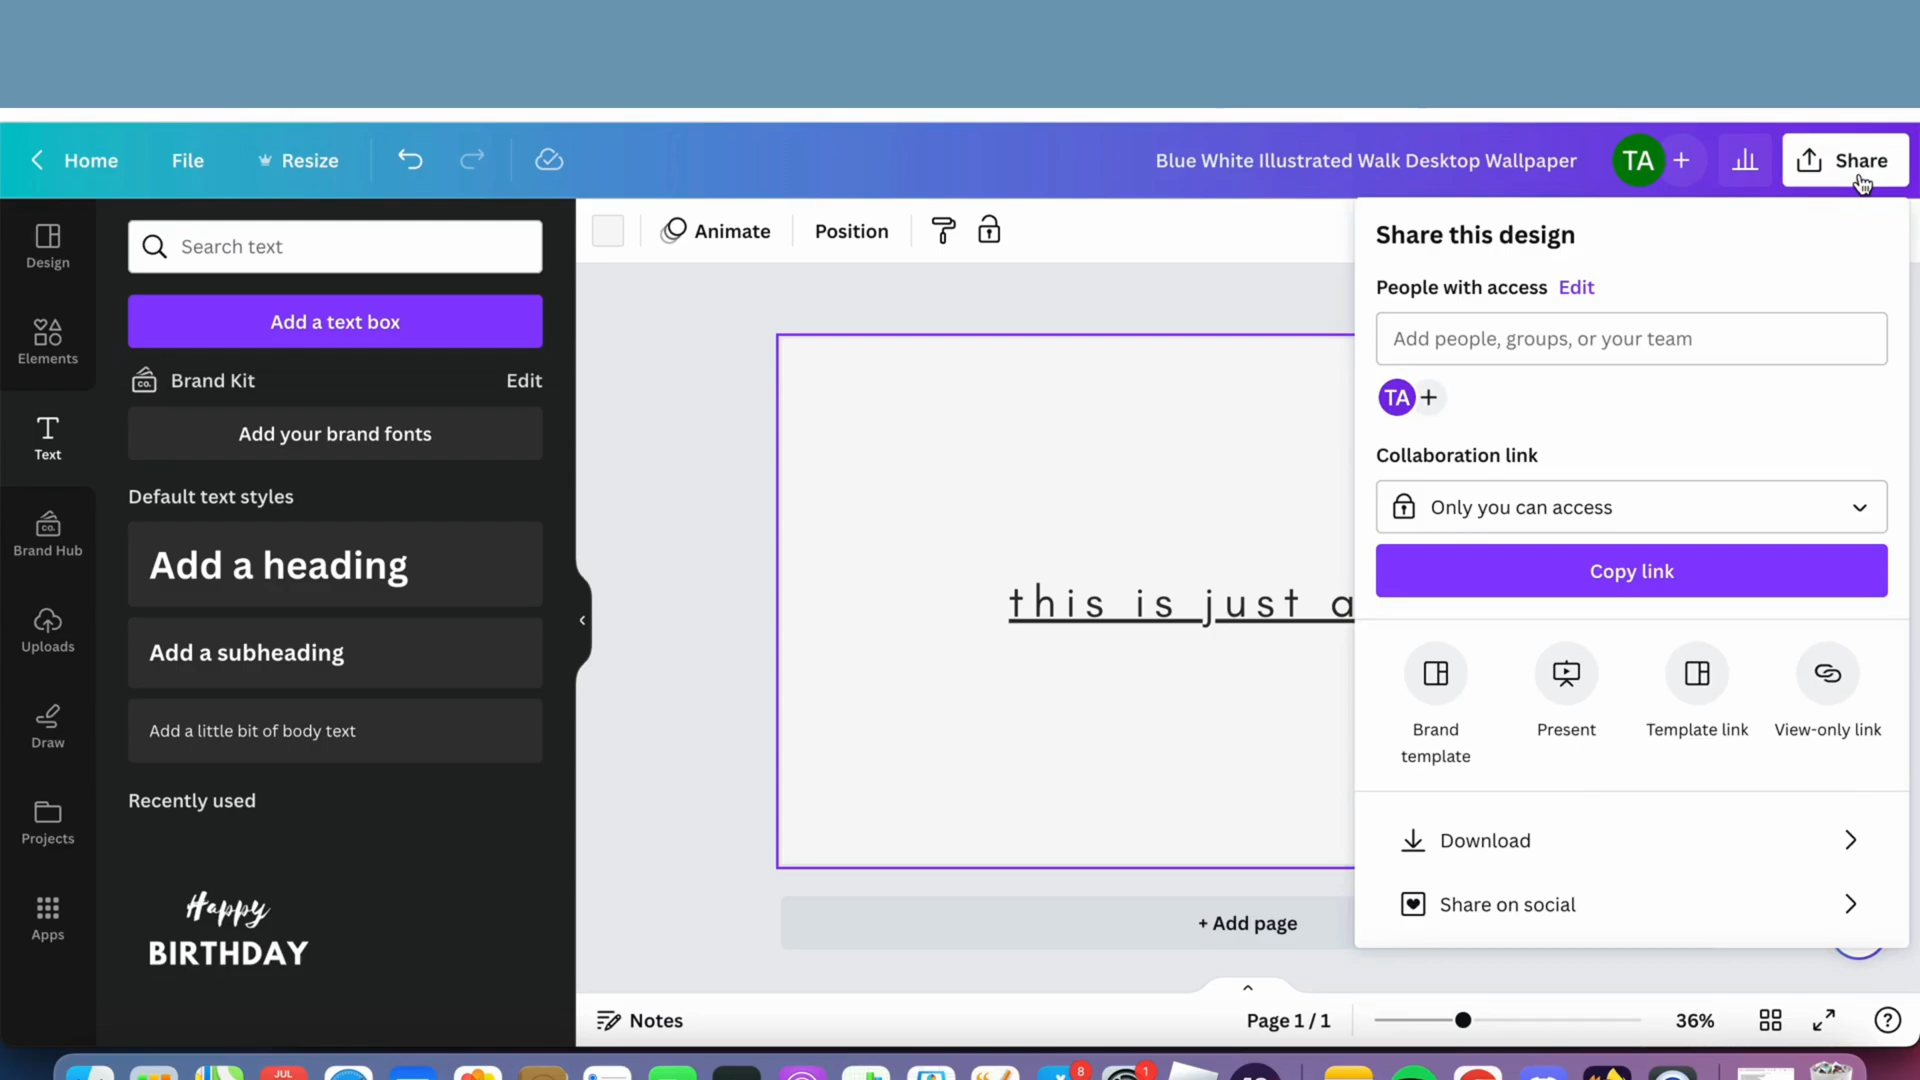 Home
File
Resize
Blue White Illustrated Walk Desktop Wallpaper
TA
+
Share
Design
Elements
Text
Brand Hub
Uploads
Draw
Projects
Apps
Search text
Add a text box
CO.
Brand Kit
Edit
Add your brand fonts
Default text styles
Add a heading
Add a subheading
Add a little bit of body text
Recently used
Happy
BIRTHDAY
Animate
Position
this is just a
+ Add page
Share this design
People with access Edit
Add people, groups, or your team
TA +
Collaboration link
Only you can access
Copy link
Brand
template
Present
Template link
View-only link
Download
Share on social
Notes
Page 1 / 1
36%
?
JUL
8
1